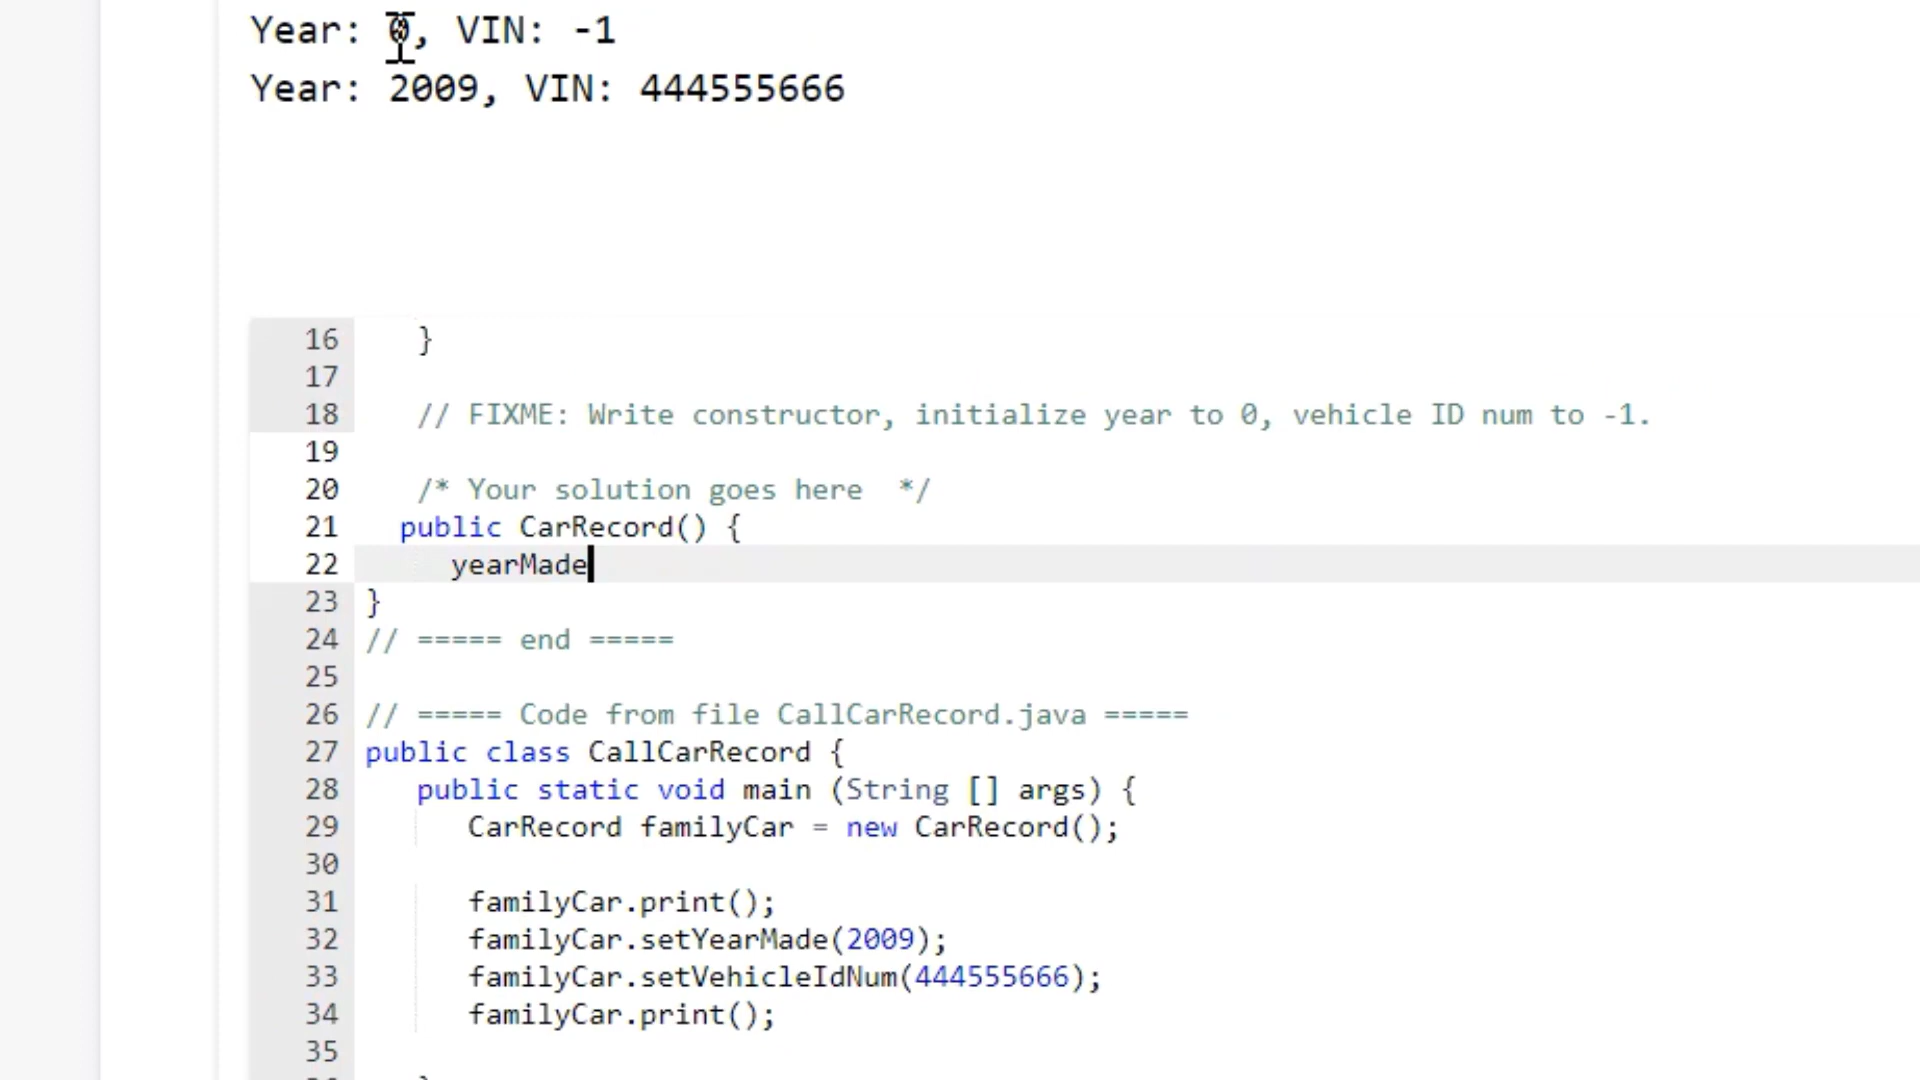 Year: 0, VIN: -1
Year: 2009, VIN: 444555666
16 }
17
18 // FIXME: Write constructor, initialize year to 0, vehicle ID num to -1.
19
20 /* Your solution goes here  */
21 public CarRecord() {
22 yearMade
23 }
24 // ===== end =====
25
26 // ===== Code from file CallCarRecord.java =====
27 public class CallCarRecord {
28 public static void main (String [] args) {
29 CarRecord familyCar = new CarRecord();
30
31 familyCar.print();
32 familyCar.setYearMade(2009);
33 familyCar.setVehicleIdNum(444555666);
34 familyCar.print();
35